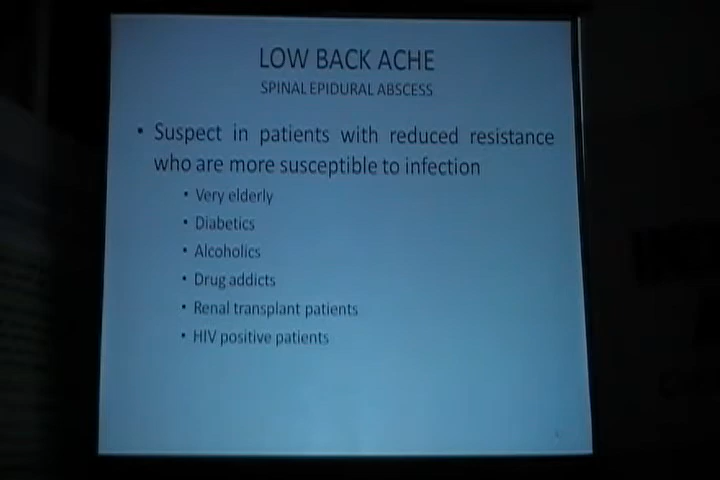 LOW BACK ACHE
SPINAL EPIDURAL ABSCESS
• Suspect in patients with reduced resistance
who are more susceptible to infection
• Very elderly
• Diabetics
• Alcoholics
• Drug addicts
• Renal transplant patients
• HIV positive patients